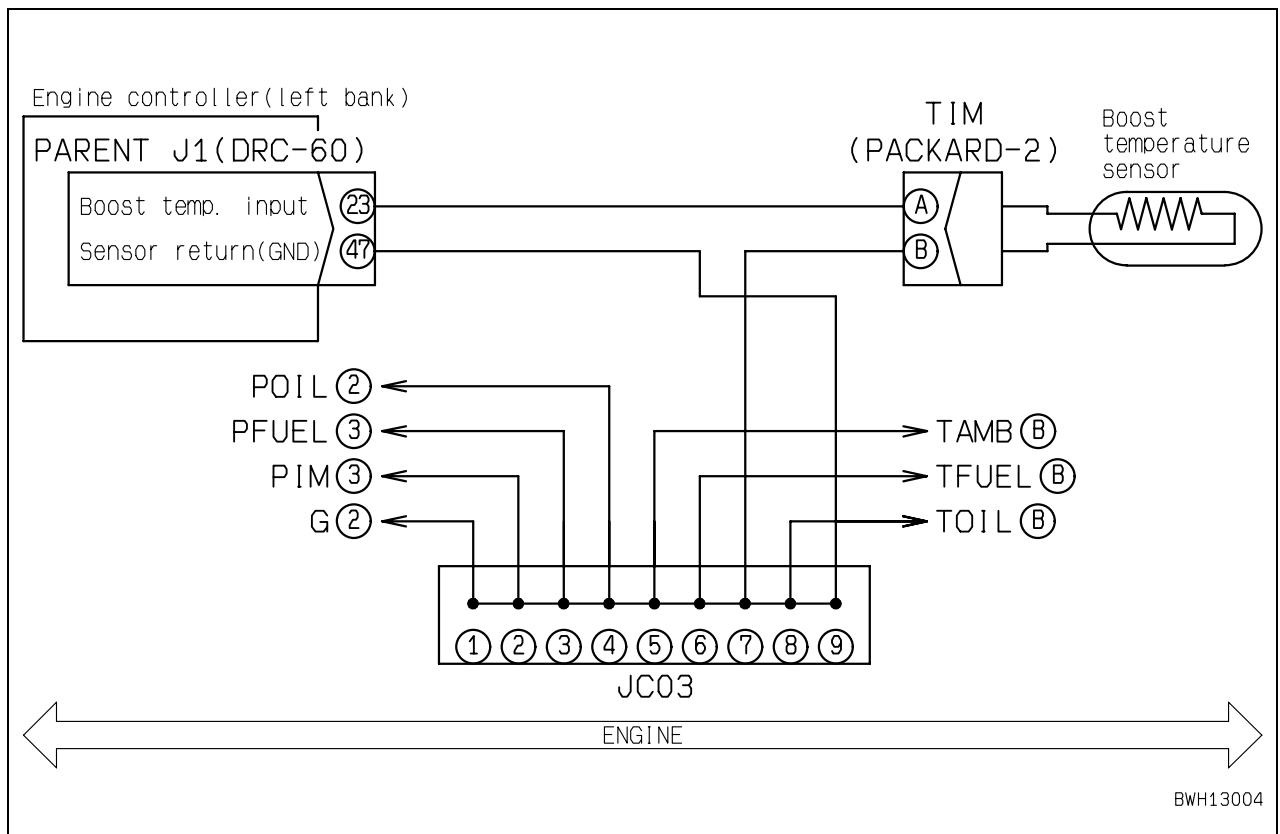 Engine controller(left bank)
PARENT J1(DRC-60)
Boost temp. input 23
Sensor return(GND) 47
TIM
(PACKARD-2)
A
B
Boost
temperature
sensor
POIL 2
PFUEL 3
PIM 3
G 2
TAMB B
TFUEL B
TOIL B
1 2 3 4 5 6 7 8 9
JC03
ENGINE
BWH13004